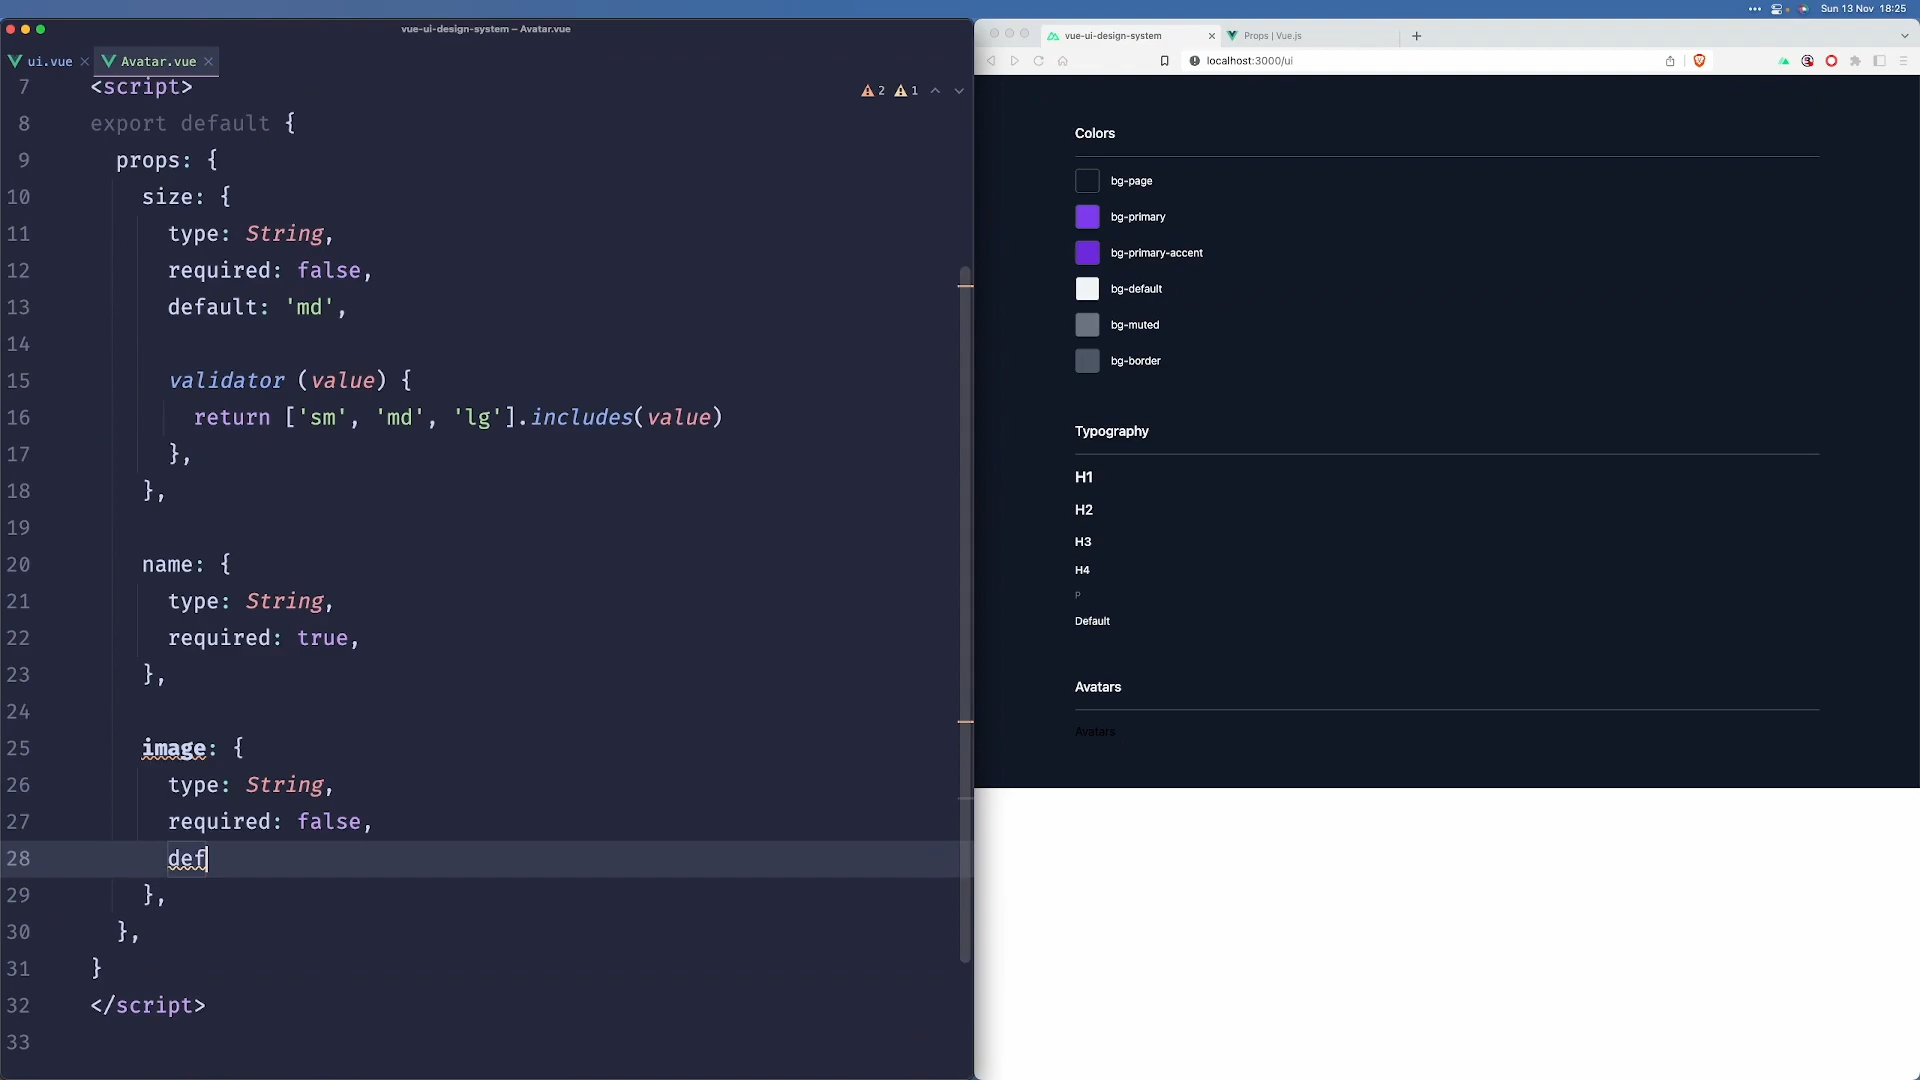 Sun 13 Nov 18:25
vue-ui-design-system – Avatar.vue
ui.vue
Avatar.vue
2 1
7 <script>
8 export default {
9 props: {
10 size: {
11 type: String,
12 required: false,
13 default: 'md',
14
15 validator (value) {
16 return ['sm', 'md', 'lg'].includes(value)
17 },
18 },
19
20 name: {
21 type: String,
22 required: true,
23 },
24
25 image: {
26 type: String,
27 required: false,
28 def
29 },
30 },
31 }
32 </script>
33
vue-ui-design-system
Props | Vue.js
localhost:3000/ui
Colors
bg-page
bg-primary
bg-primary-accent
bg-default
bg-muted
bg-border
Typography
H1
H2
H3
H4
P
Default
Avatars
Avatars